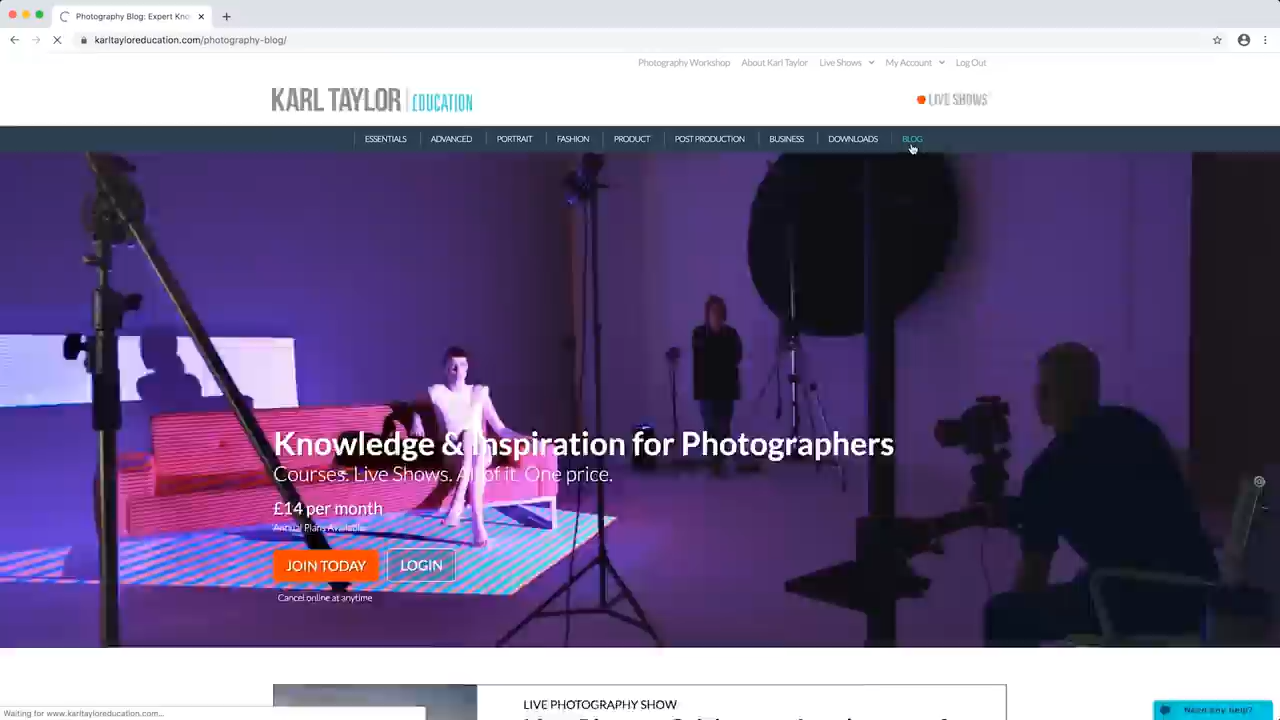 Photography Blog: Expert Kno
karltayloreducation.com/photography-blog/
Photography Workshop About Karl Taylor Live Shows My Account Log Out
KARL TAYLOR EDUCATION
LIVE SHOWS
ESSENTIALS ADVANCED PORTRAIT FASHION PRODUCT POST PRODUCTION BUSINESS DOWNLOADS BLOG
Knowledge & Inspiration for Photographers
Courses. Live Shows. All of it. One price.
£14 per month
Annual Plans Available
JOIN TODAY LOGIN
Cancel online at anytime
LIVE PHOTOGRAPHY SHOW
Waiting for www.karltayloreducation.com...
Need any help?